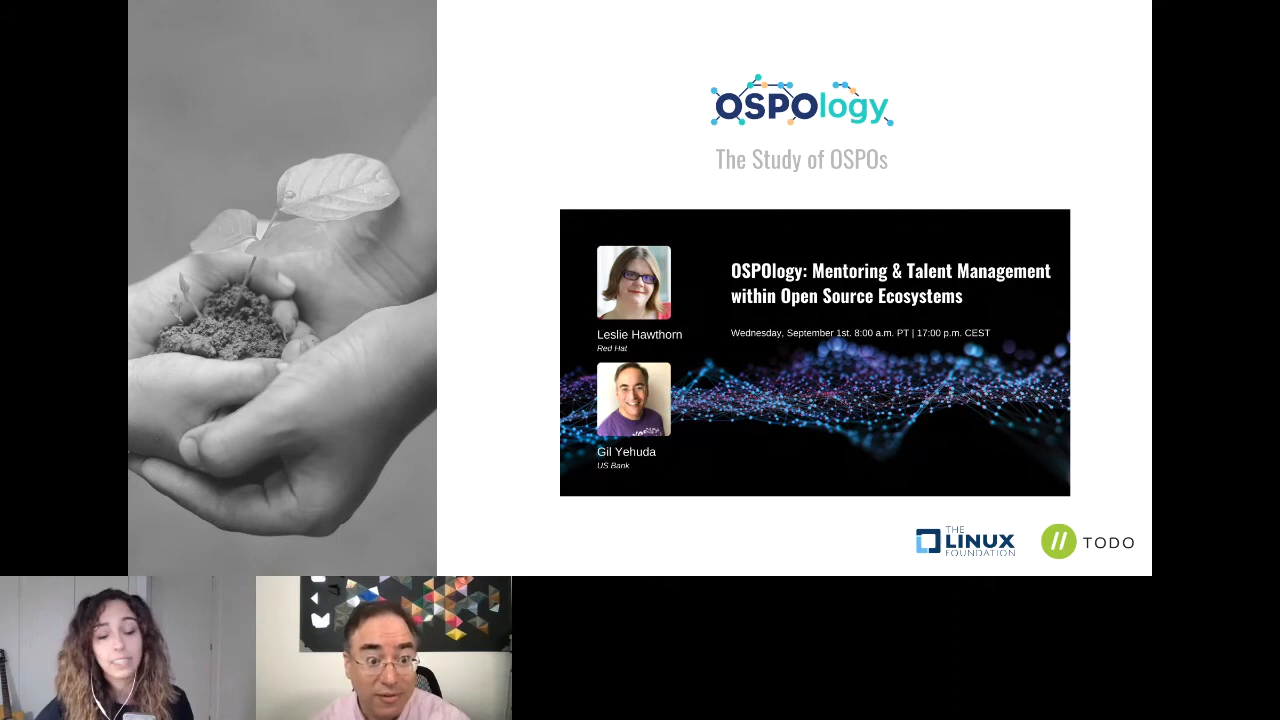 OSPOlogy
The Study of OSPOs
OSPOlogy: Mentoring & Talent Management
within Open Source Ecosystems
Wednesday, September 1st. 8:00 a.m. PT | 17:00 p.m. CEST
Leslie Hawthorn
Red Hat
Gil Yehuda
US Bank
THE
LINUX
FOUNDATION
TODO